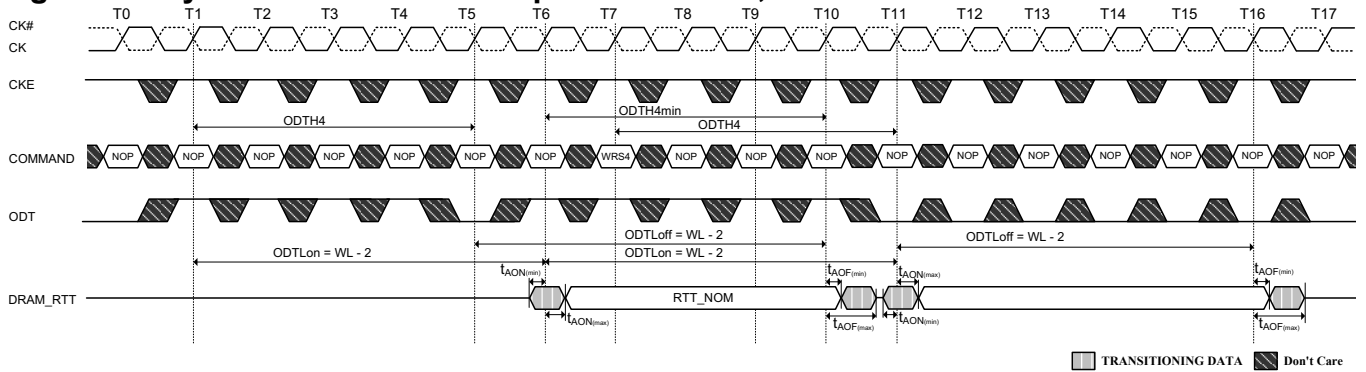 T0 T1 T2 T3 T4 T5 T6 T7 T8 T9 T10 T11 T12 T13 T14 T15 T16 T17
CK#
CK
CKE
ODTH4min
ODTH4
ODTH4
COMMAND NOP NOP NOP NOP NOP NOP NOP WRS4 NOP NOP NOP NOP NOP NOP NOP NOP NOP NOP
ODT
ODTLoff = WL - 2 ODTLoff = WL - 2
ODTLon = WL - 2 ODTLon = WL - 2
tAON(min) tAOF(min) tAON(max) tAOF(min)
DRAM_RTT RTT_NOM
tAON(max) tAOF(max) tAON(min) tAOF(max)
TRANSITIONING DATA Don't Care